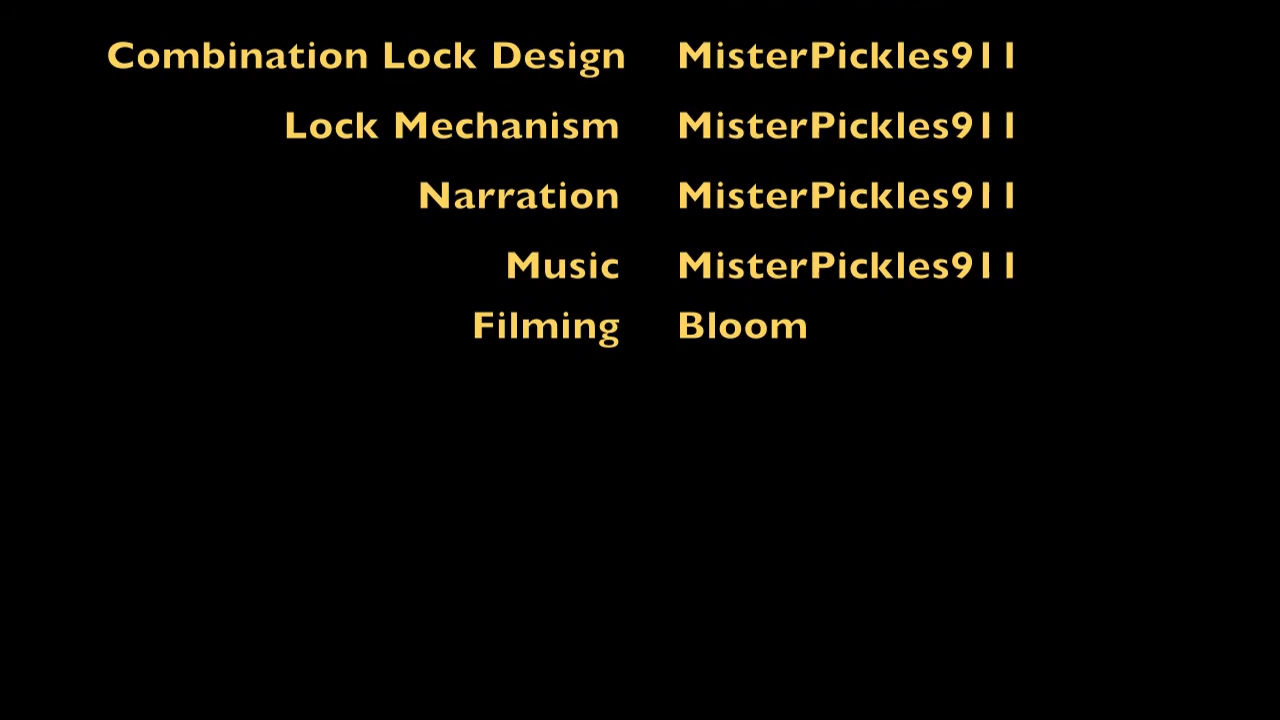 Combination Lock Design MisterPickles911
Lock Mechanism MisterPickles911
Narration MisterPickles911
Music MisterPickles911
Filming Bloom